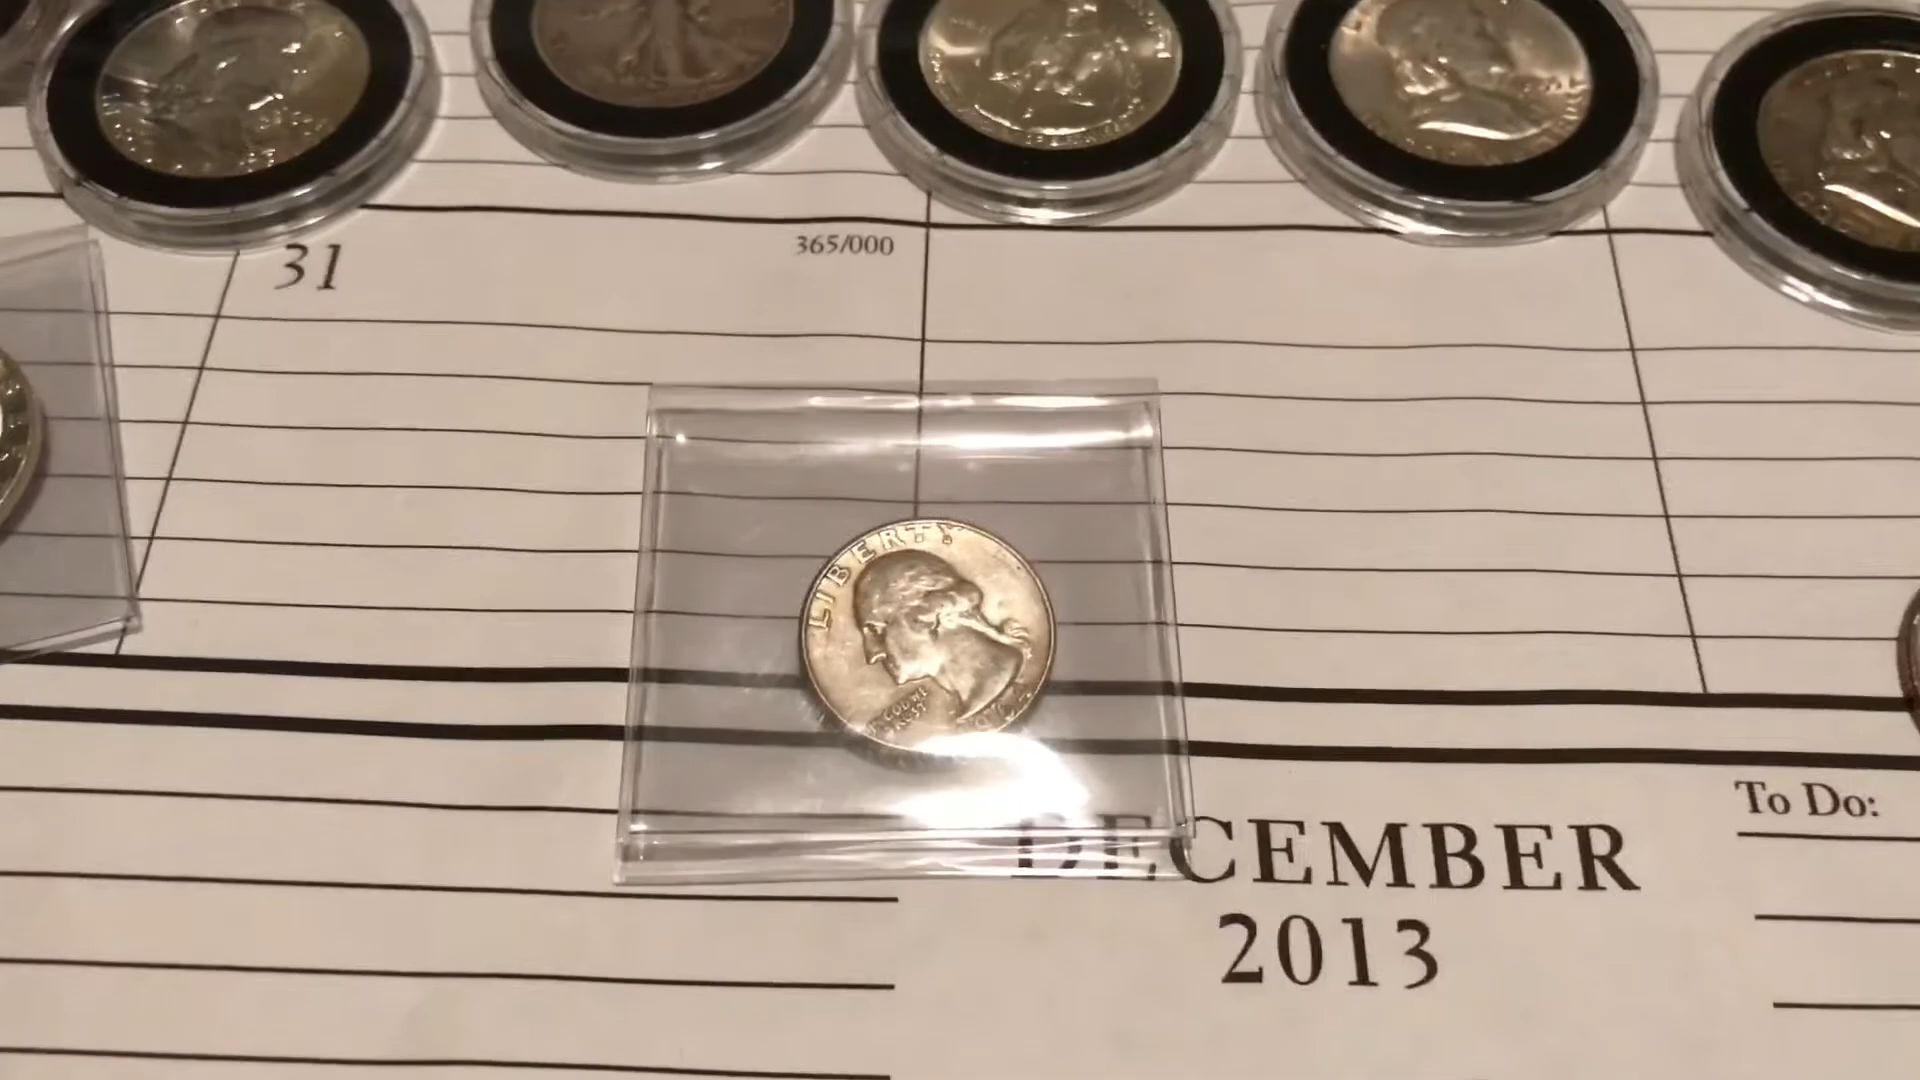 31
365/000
LIBERTY
IN GOD WE
TRUST
DECEMBER
2013
To Do: